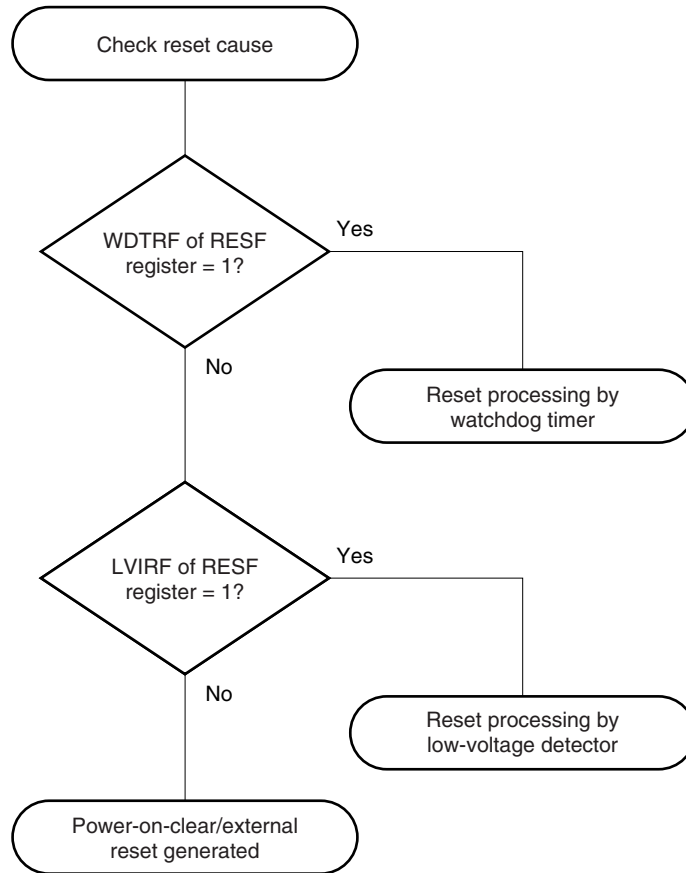 Check reset cause
WDTRF of RESF
register = 1?
Yes
No
Reset processing by
watchdog timer
LVIRF of RESF
register = 1?
Yes
No
Reset processing by
low-voltage detector
Power-on-clear/external
reset generated